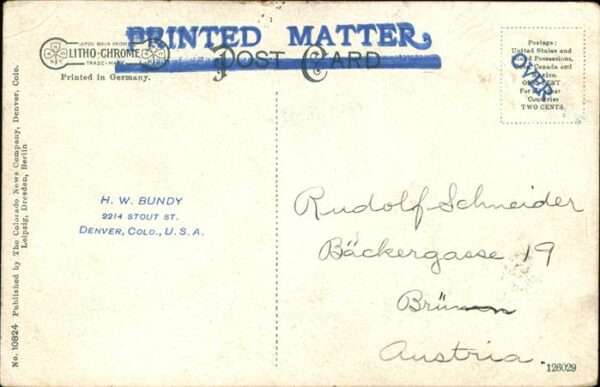 PRINTED MATTER
LITHO-CHROME
TRADE-MARK
POST CARD
Printed in Germany.
Postage:
United States and
Possessions,
Canada and
For
Countries
TWO CENTS.
OVER
No. 10824 Published by The Colorado News Company, Denver, Colo.
Leipzig, Dresden, Berlin
H. W. BUNDY
2214 STOUT ST.
DENVER, COLO., U.S.A.
Rudolf Schneider
Bäckergasse 19
Brünn
Austria.
126029